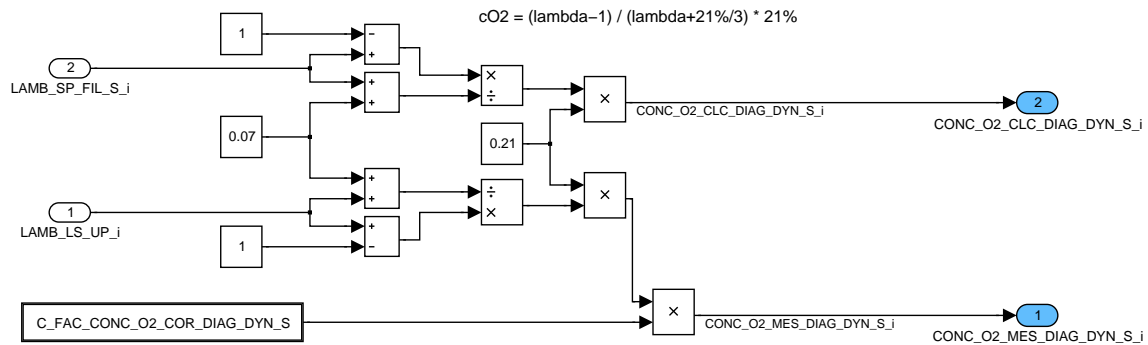 cO2 = (lambda−1) / (lambda+21%/3) * 21%
1
−
+
2
LAMB_SP_FIL_S_i
+
+
×
÷
×
CONC_O2_CLC_DIAG_DYN_S_i
2
CONC_O2_CLC_DIAG_DYN_S_i
0.07
0.21
+
+
÷
×
×
1
LAMB_LS_UP_i
+
−
1
C_FAC_CONC_O2_COR_DIAG_DYN_S
×
CONC_O2_MES_DIAG_DYN_S_i
1
CONC_O2_MES_DIAG_DYN_S_i